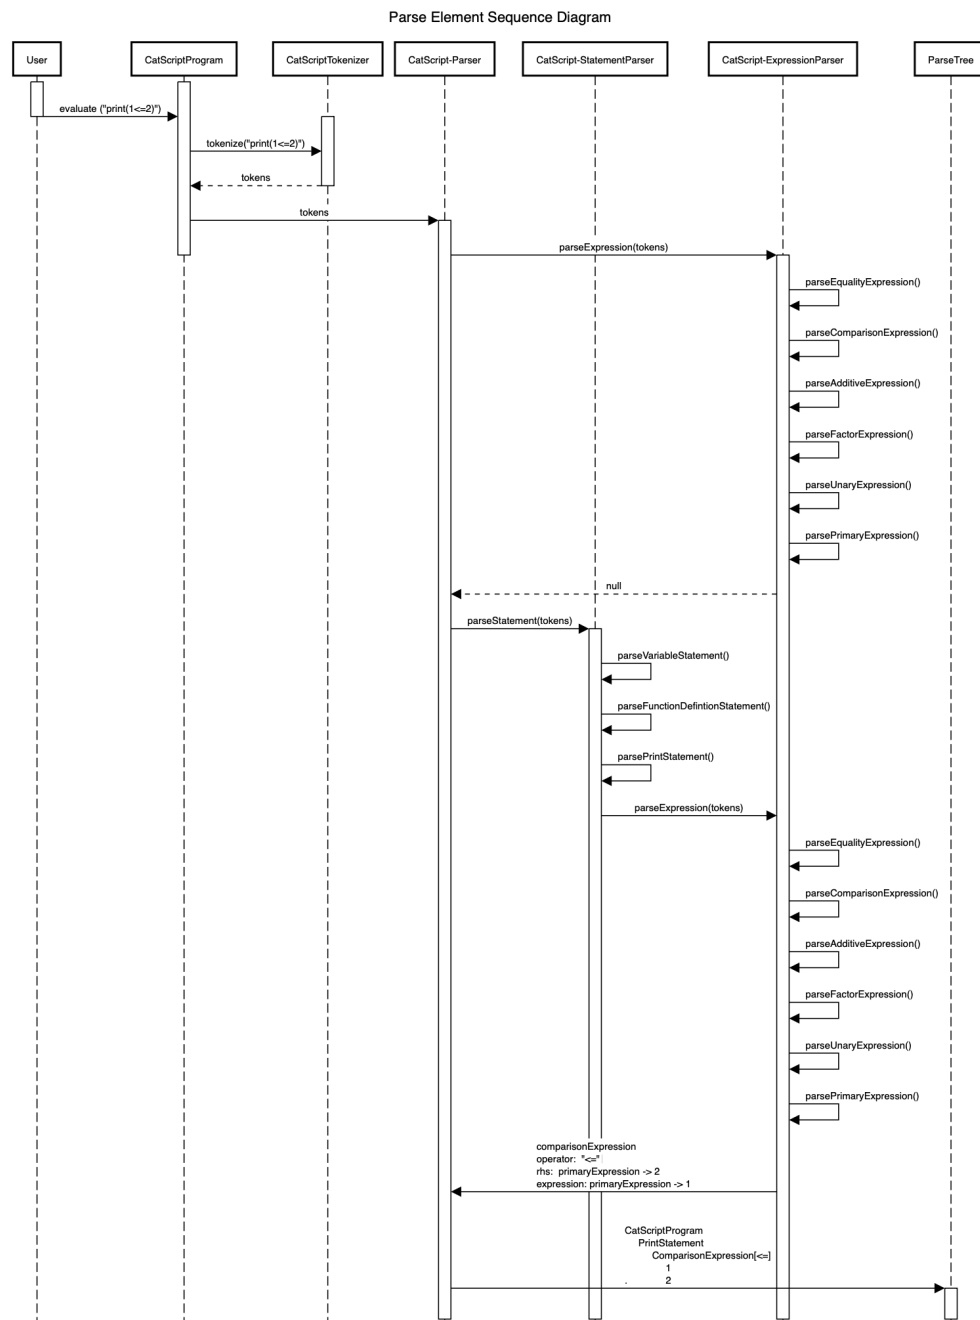 Parse Element Sequence Diagram
User
CatScriptProgram
CatScriptTokenizer
CatScript-Parser
CatScript-StatementParser
CatScript-ExpressionParser
ParseTree
evaluate ("print(1<=2)")
tokenize("print(1<=2)")
tokens
tokens
parseExpression(tokens)
parseEqualityExpression()
parseComparisonExpression()
parseAdditiveExpression()
parseFactorExpression()
parseUnaryExpression()
parsePrimaryExpression()
null
parseStatement(tokens)
parseVariableStatement()
parseFunctionDefintionStatement()
parsePrintStatement()
parseExpression(tokens)
parseEqualityExpression()
parseComparisonExpression()
parseAdditiveExpression()
parseFactorExpression()
parseUnaryExpression()
parsePrimaryExpression()
comparisonExpression
operator: "<="
rhs: primaryExpression -> 2
expression: primaryExpression -> 1
CatScriptProgram
PrintStatement
ComparisonExpression[<=]
1
. 2